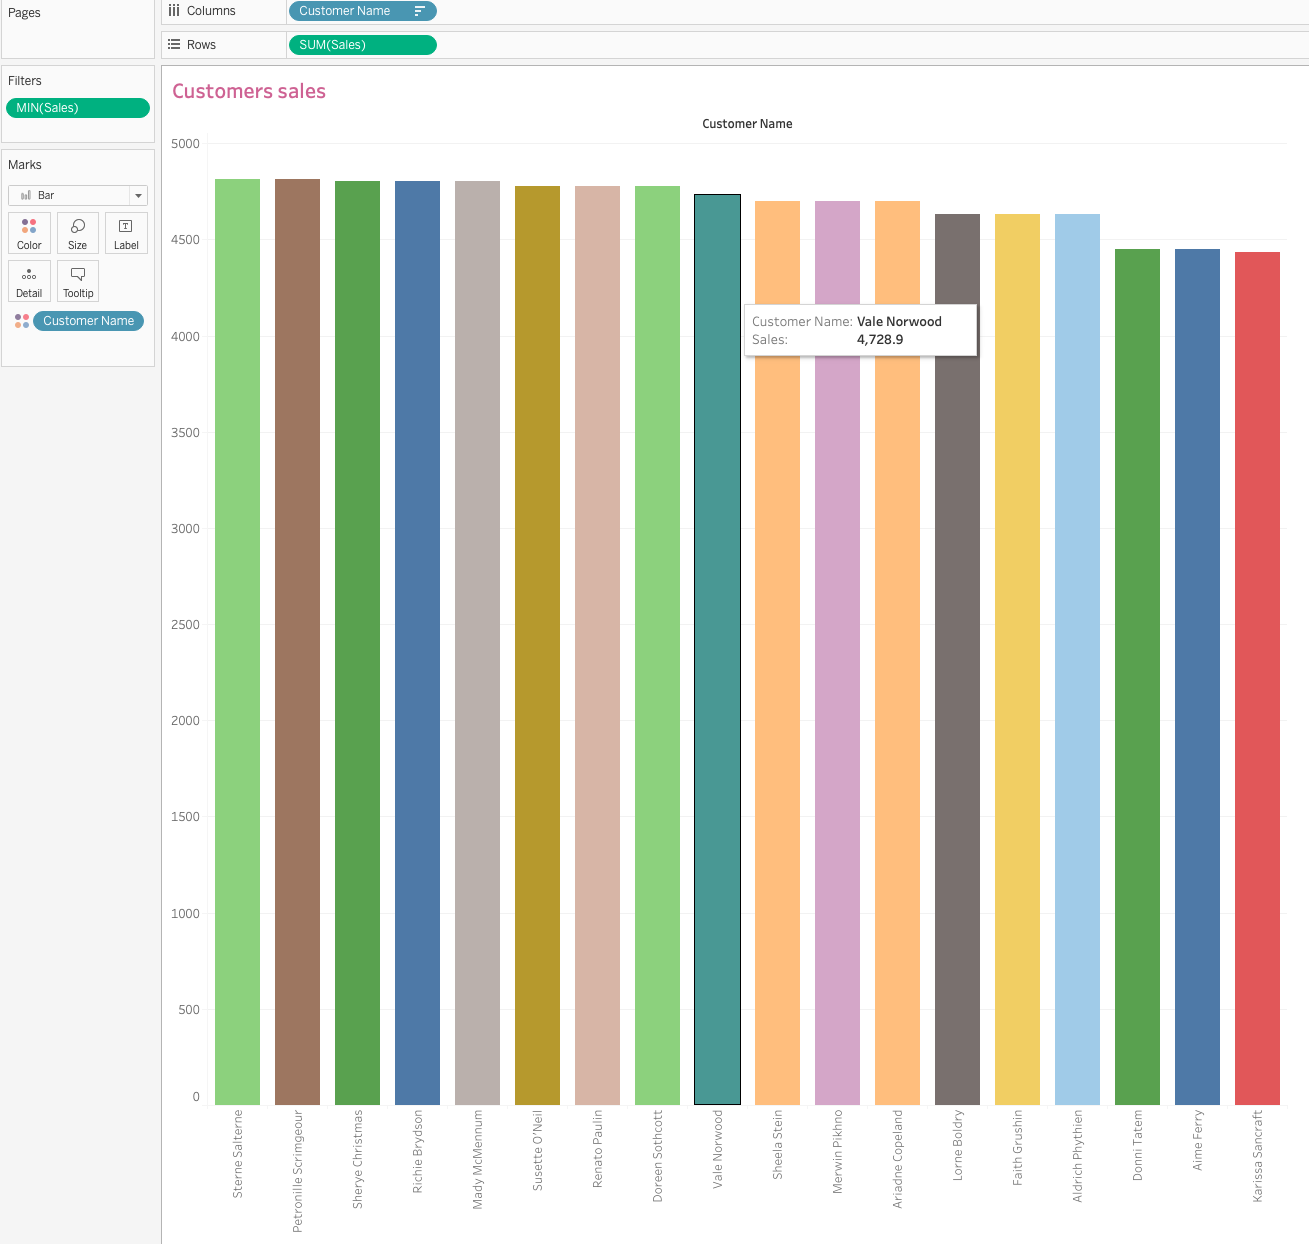 Pages
Columns
Customer Name
Rows
SUM(Sales)
Filters
MIN(Sales)
Marks
Bar
Color
Size
Label
Detail
Tooltip
Customer Name
Customers sales
Customer Name
5000
4500
4000
3500
3000
2500
2000
1500
1000
500
0
Customer Name: Vale Norwood
Sales: 4,728.9
Sterne Salterne
Petronille Scrimgeour
Sherye Christmas
Richie Brydson
Mady McMennum
Susette O'Neil
Renato Paulin
Doreen Sothcott
Vale Norwood
Sheela Stein
Merwin Pikhno
Ariadne Copeland
Lorne Boldry
Faith Grushin
Aldrich Phythien
Donni Tatem
Aime Ferry
Karissa Sancraft